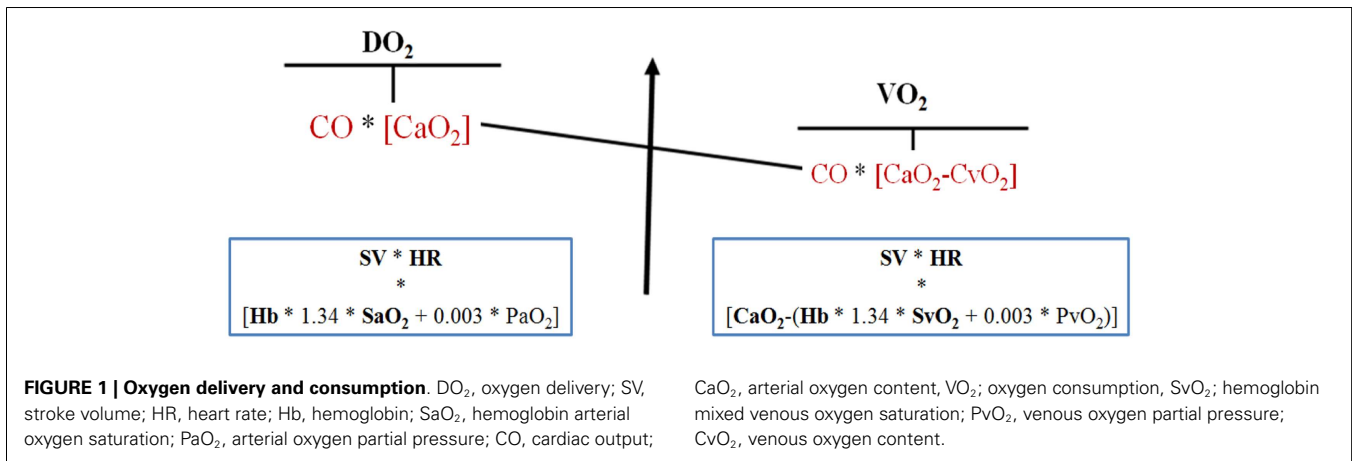 DO₂
CO * [CaO₂]
SV * HR
*
[Hb * 1.34 * SaO₂ + 0.003 * PaO₂]
VO₂
CO * [CaO₂-CvO₂]
SV * HR
*
[CaO₂-(Hb * 1.34 * SvO₂ + 0.003 * PvO₂)]
FIGURE 1 | Oxygen delivery and consumption. DO₂, oxygen delivery; SV,
stroke volume; HR, heart rate; Hb, hemoglobin; SaO₂, hemoglobin arterial
oxygen saturation; PaO₂, arterial oxygen partial pressure; CO, cardiac output;
CaO₂, arterial oxygen content, VO₂; oxygen consumption, SvO₂; hemoglobin
mixed venous oxygen saturation; PvO₂, venous oxygen partial pressure;
CvO₂, venous oxygen content.